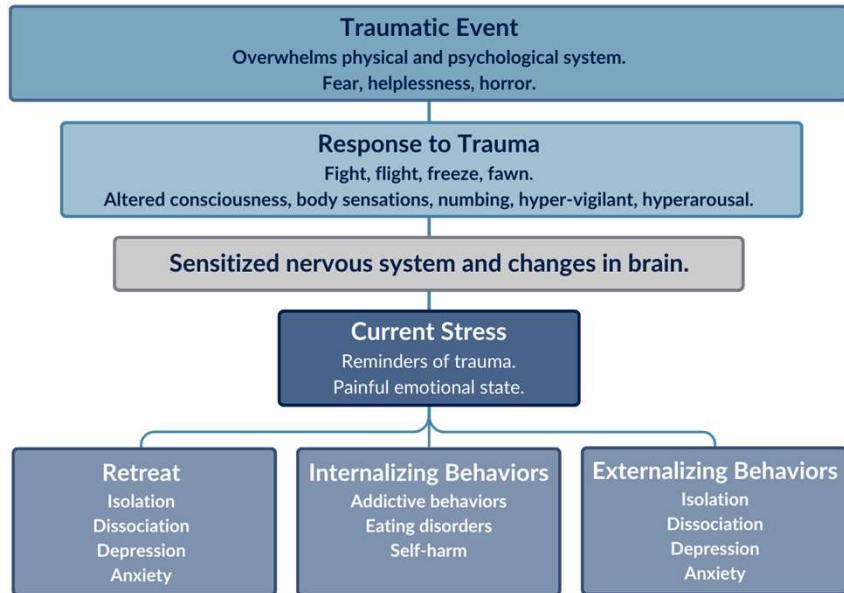 Traumatic Event
Overwhelms physical and psychological system.
Fear, helplessness, horror.
Response to Trauma
Fight, flight, freeze, fawn.
Altered consciousness, body sensations, numbing, hyper-vigilant, hyperarousal.
Sensitized nervous system and changes in brain.
Current Stress
Reminders of trauma.
Painful emotional state.
Retreat
Isolation
Dissociation
Depression
Anxiety
Internalizing Behaviors
Addictive behaviors
Eating disorders
Self-harm
Externalizing Behaviors
Isolation
Dissociation
Depression
Anxiety